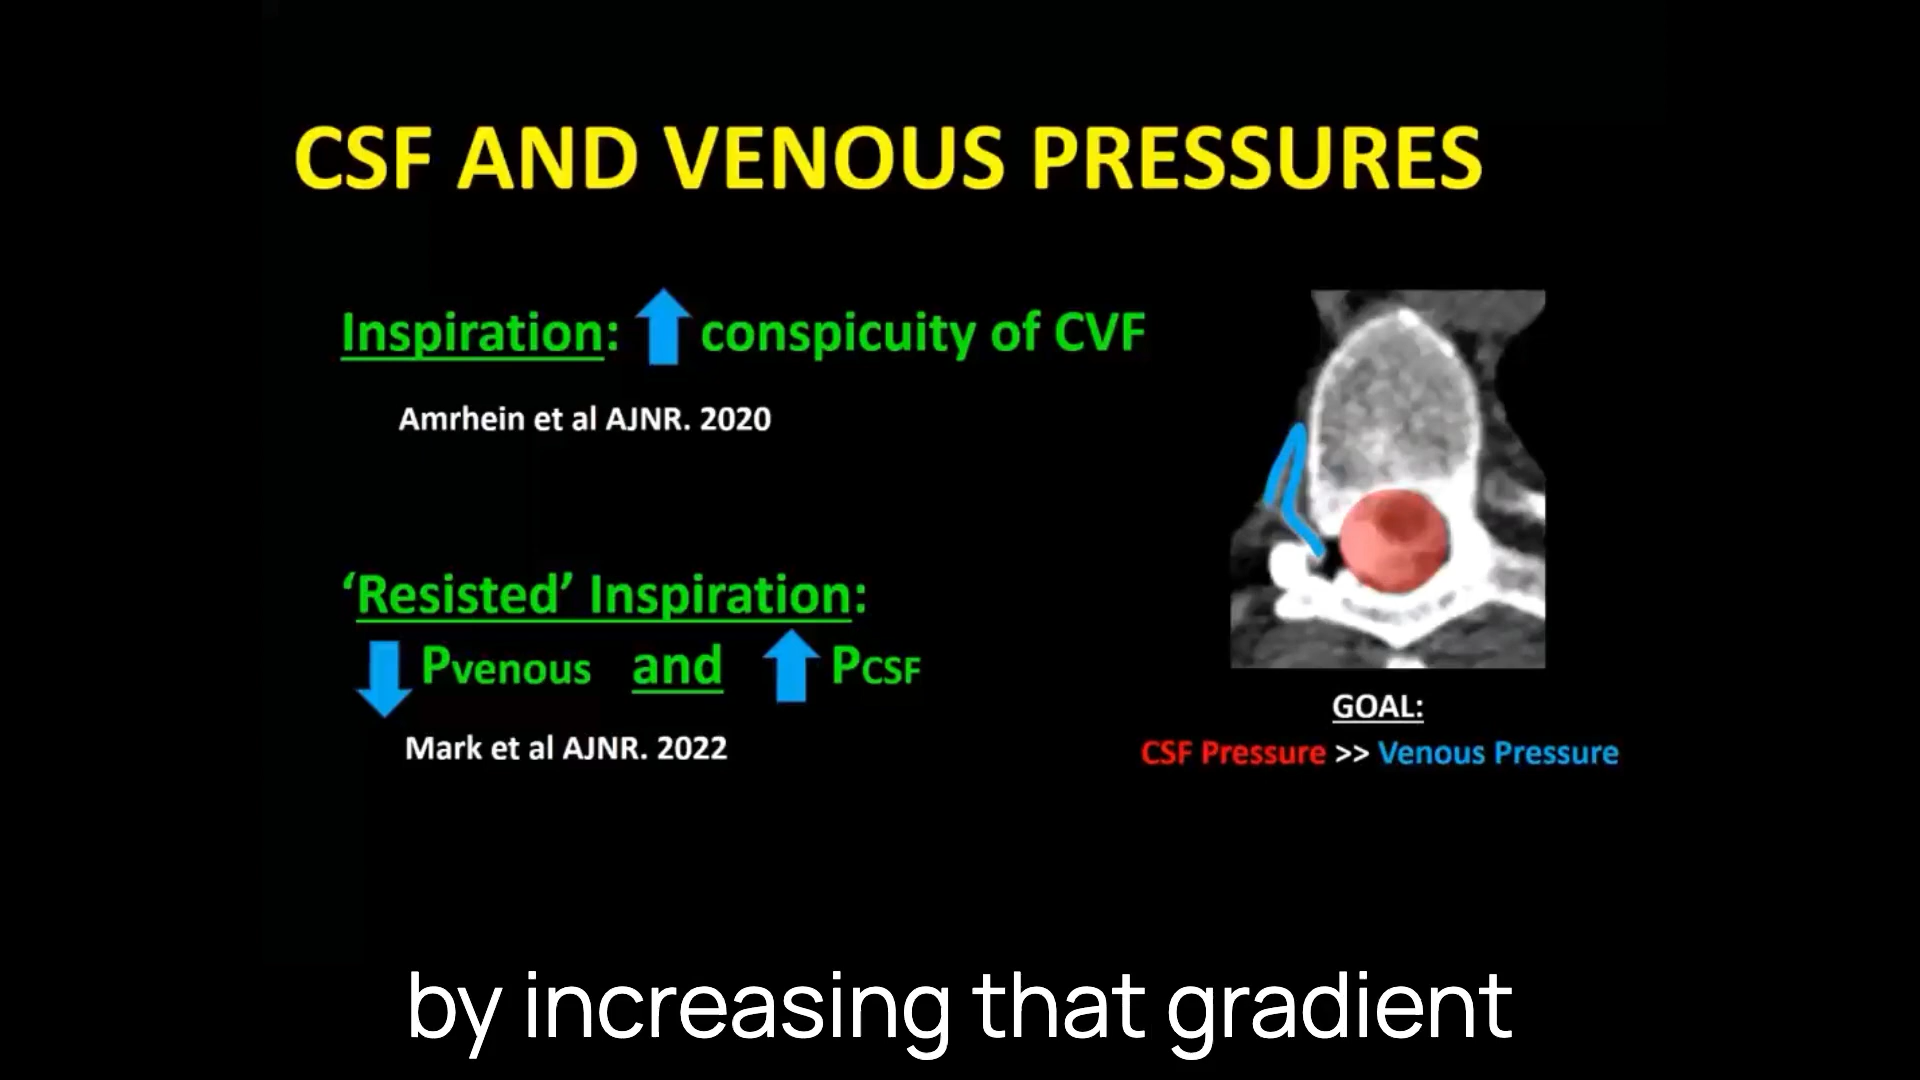 CSF AND VENOUS PRESSURES
Inspiration: conspicuity of CVF
Amrhein et al AJNR. 2020
‘Resisted’ Inspiration:
Pvenous and PCSF
Mark et al AJNR. 2022
GOAL:
CSF Pressure >> Venous Pressure
by increasing that gradient